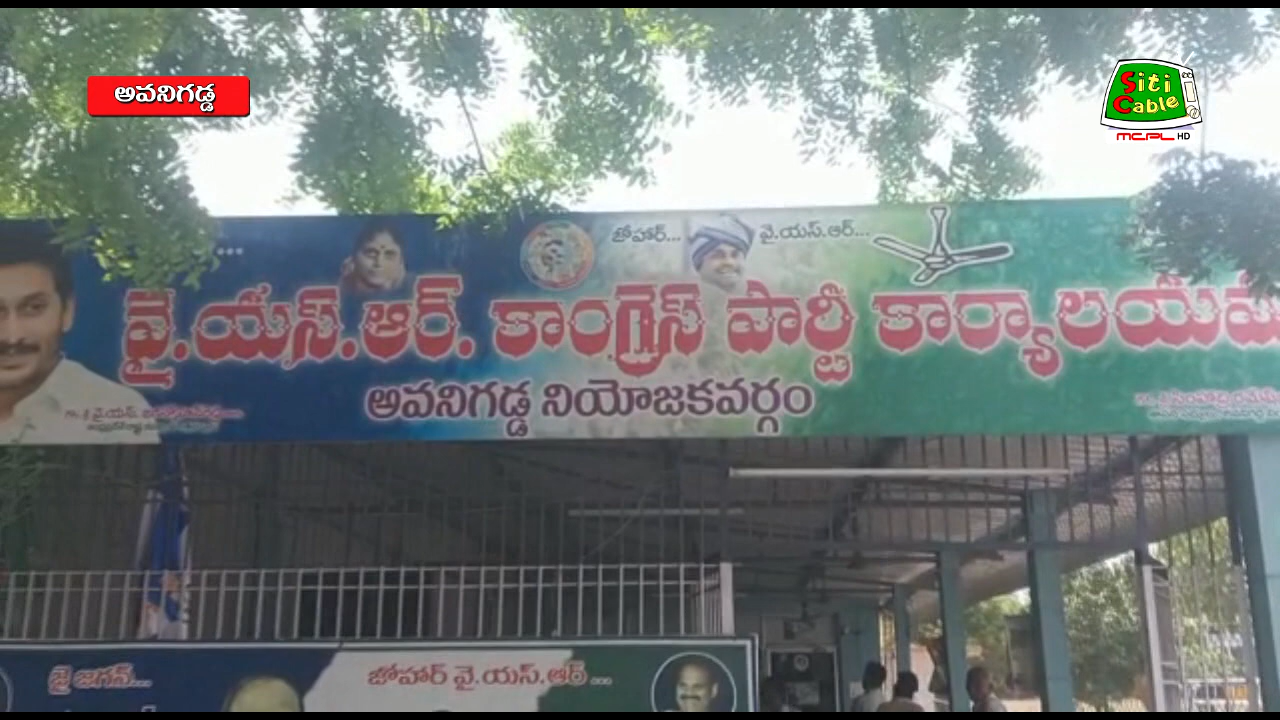 అవనిగడ్డ
Siti
Cable
MCPL HD
జోహార్... వై.యస్.ఆర్...
వై.యస్.ఆర్. కాంగ్రెస్ పార్టీ కార్యాలయము
అవనిగడ్డ నియోజకవర్గం
జై జగన్...
జోహార్ వై.యస్.ఆర్ ...